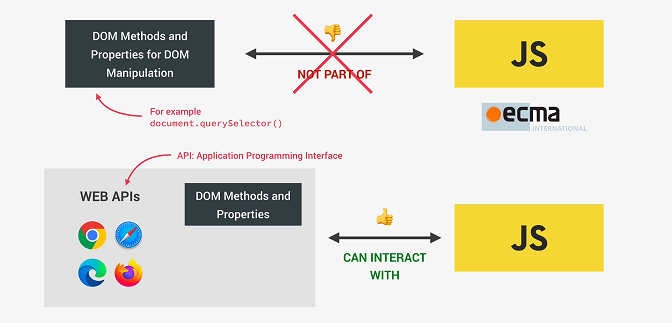 DOM Methods and
Properties for DOM
Manipulation
NOT PART OF
JS
For example
document.querySelector()
ecma
INTERNATIONAL
API: Application Programming Interface
WEB APIs
DOM Methods and
Properties
CAN INTERACT
WITH
JS